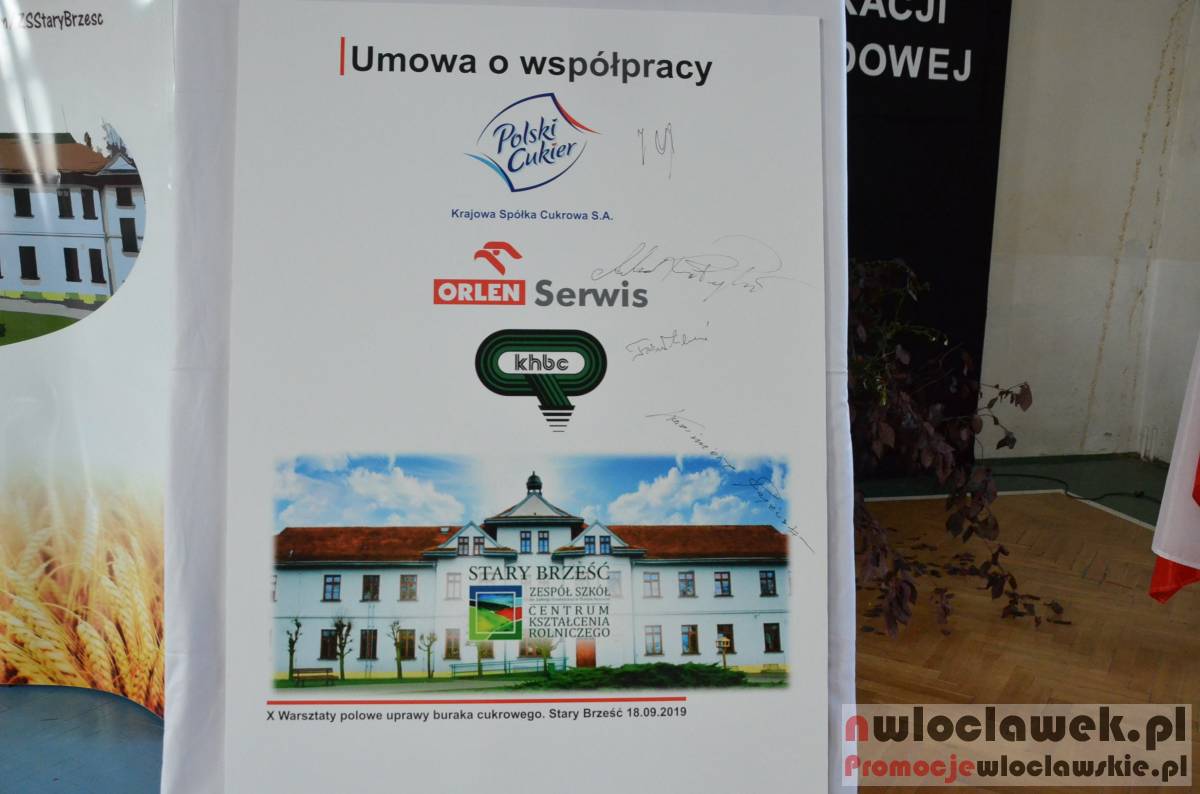 ZSStaryBrzesc
KACJI
DOWEJ
Umowa o współpracy
Polski
Cukier
Krajowa Spółka Cukrowa S.A.
ORLEN Serwis
khbc
STARY BRZEŚĆ
ZESPÓŁ SZKÓŁ
CENTRUM
KSZTAŁCENIA
ROLNICZEGO
X Warsztaty polowe uprawy buraka cukrowego. Stary Brześć 18.09.2019
nwloclawek.pl
Promocjewloclawskie.pl